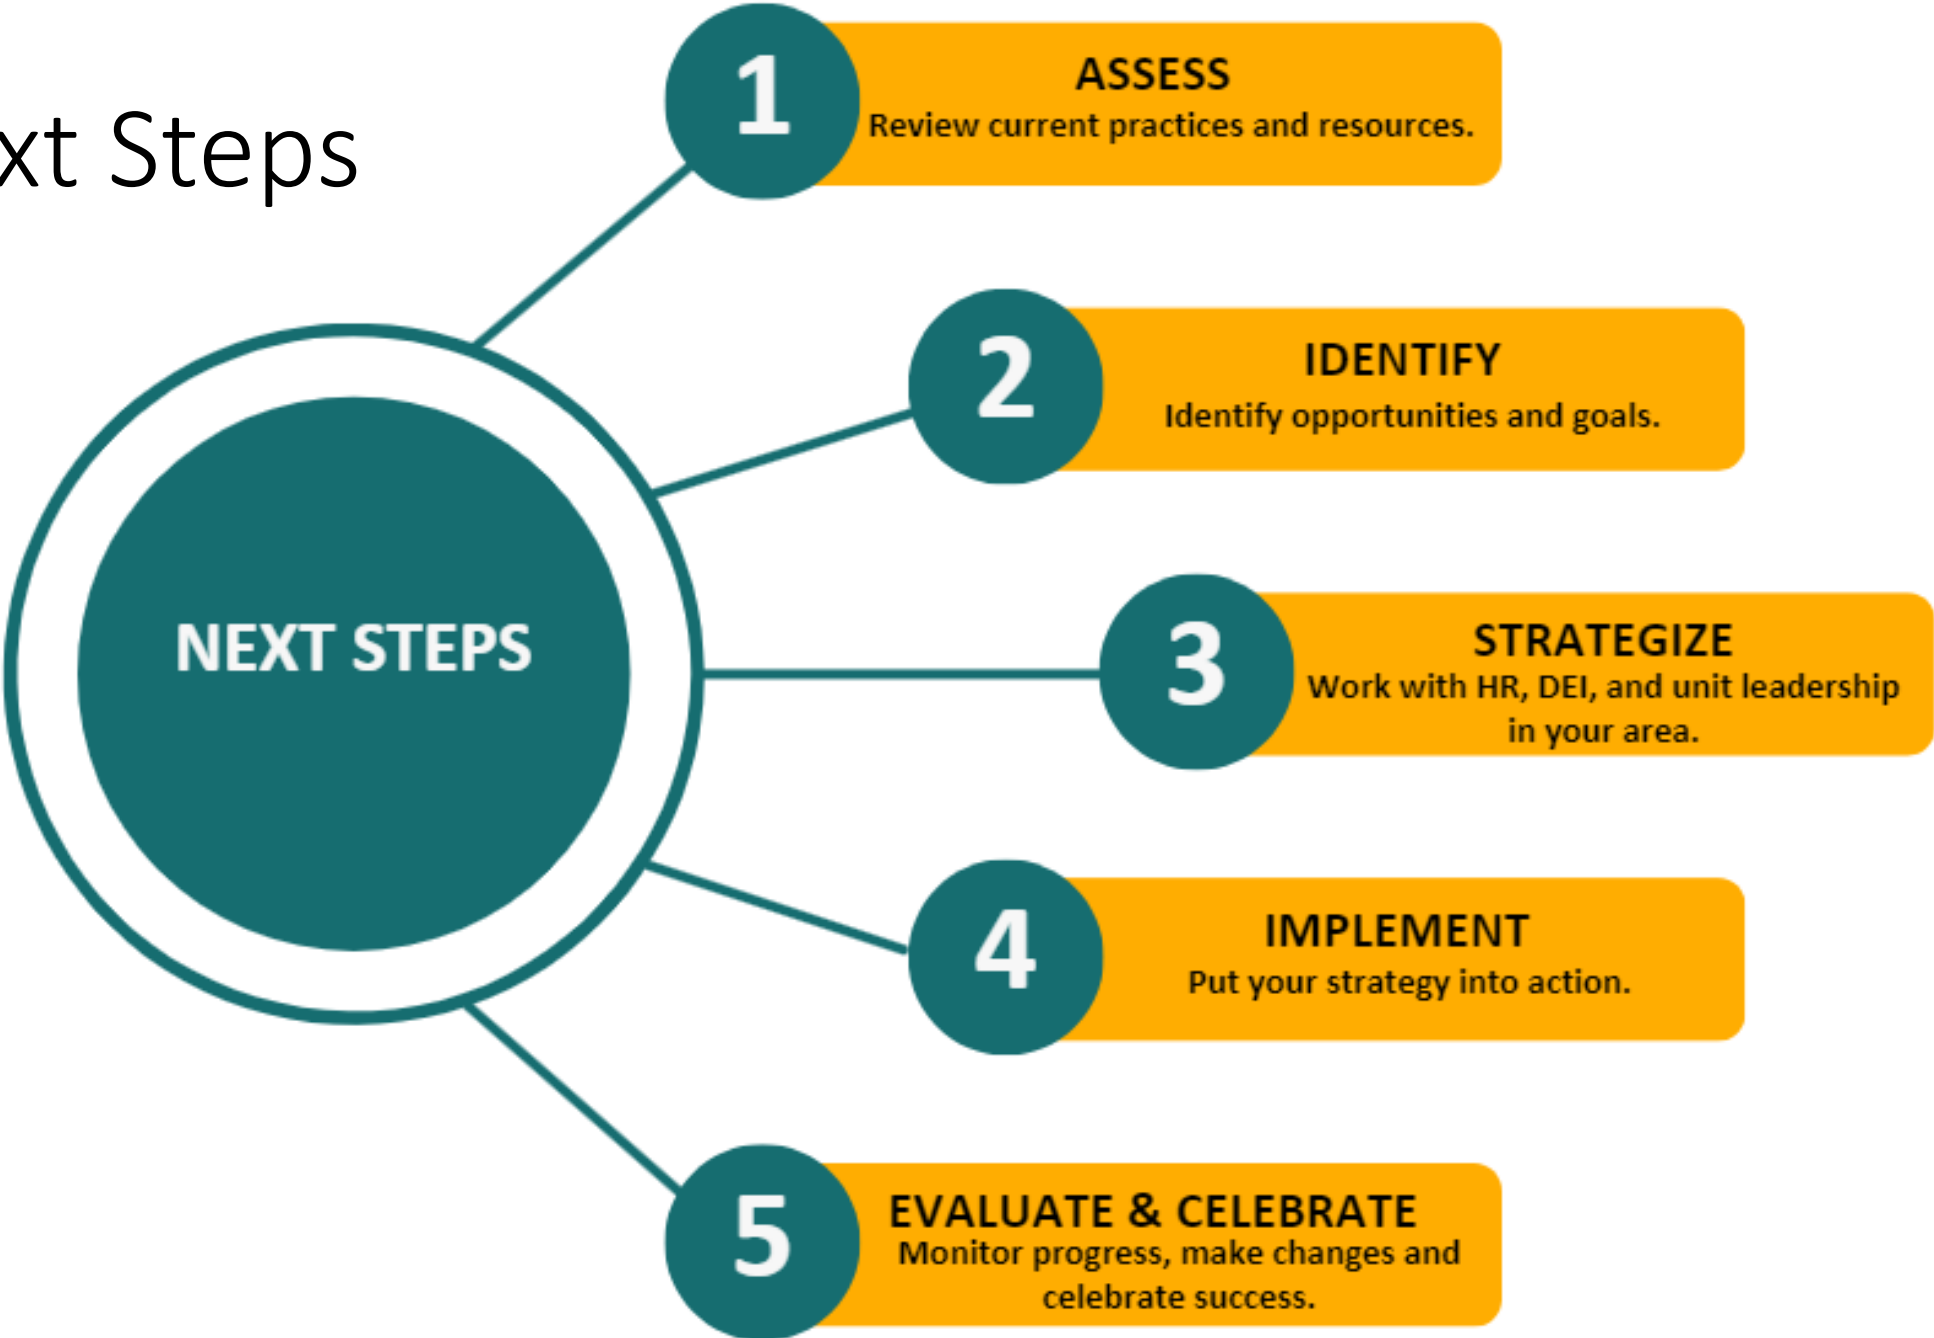 xt Steps
1
ASSESS
Review current practices and resources.
2
IDENTIFY
Identify opportunities and goals.
NEXT STEPS
3
STRATEGIZE
Work with HR, DEI, and unit leadership
in your area.
4
IMPLEMENT
Put your strategy into action.
5
EVALUATE & CELEBRATE
Monitor progress, make changes and
celebrate success.